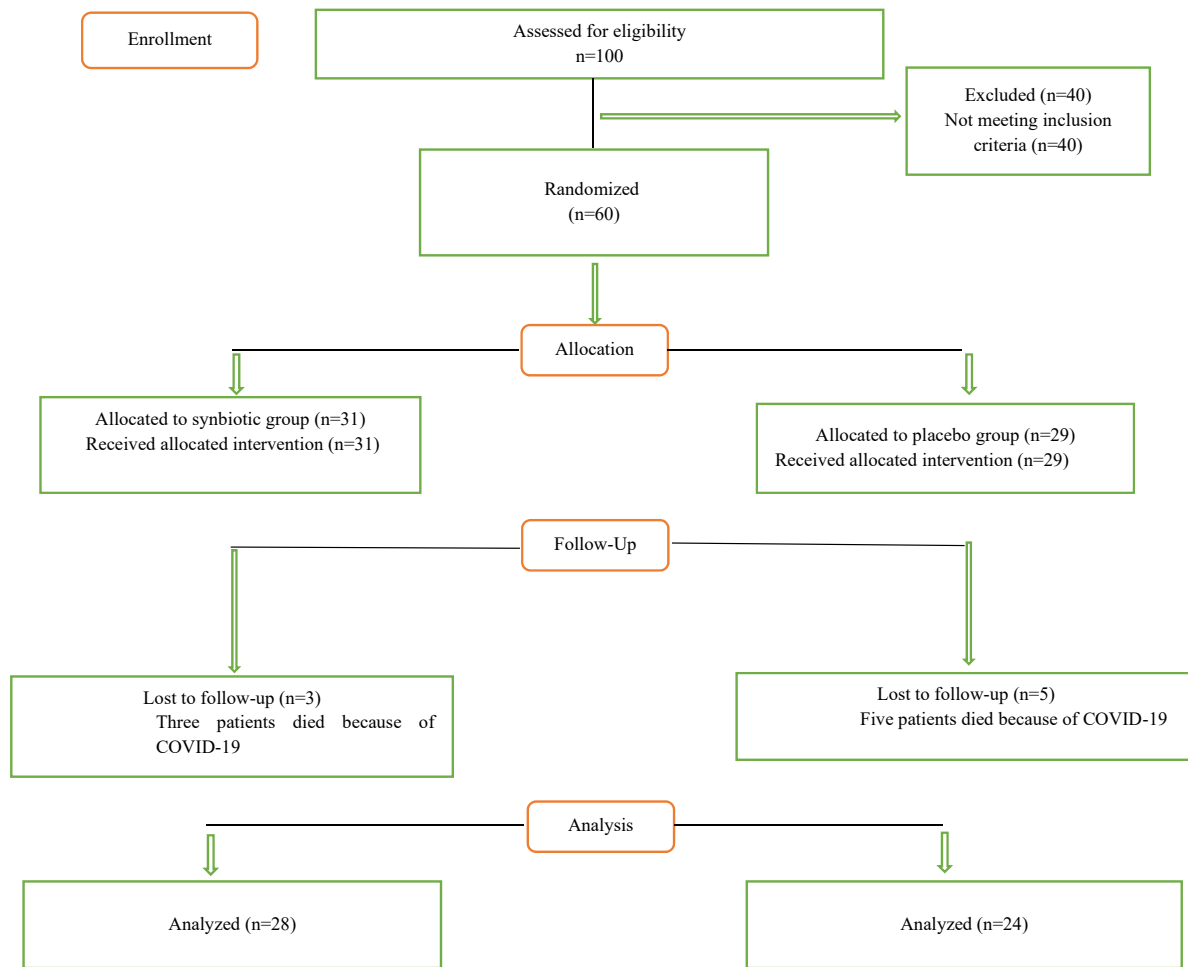 Enrollment
Assessed for eligibility
n=100
Excluded (n=40)
Not meeting inclusion
criteria (n=40)
Randomized
(n=60)
Allocation
Allocated to synbiotic group (n=31)
Received allocated intervention (n=31)
Allocated to placebo group (n=29)
Received allocated intervention (n=29)
Follow-Up
Lost to follow-up (n=3)
Three patients died because of
COVID-19
Lost to follow-up (n=5)
Five patients died because of COVID-19
Analysis
Analyzed (n=28)
Analyzed (n=24)